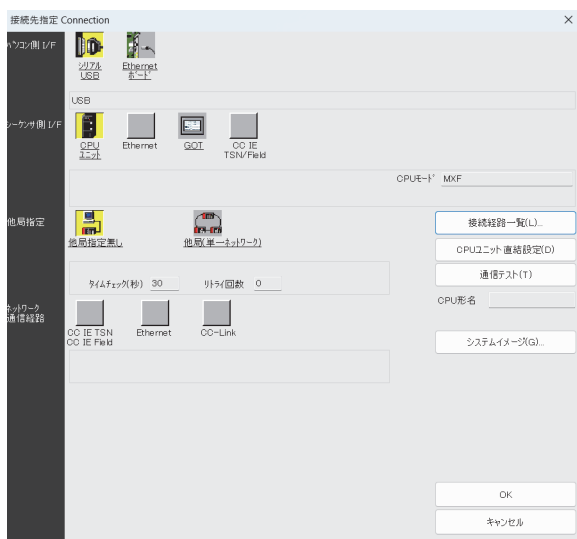 接続先指定 Connection
パソコン側 I/F
シリアル
USB
Ethernet
ボード
USB
シーケンサ側 I/F
CPU
ユニット
Ethernet
GOT
CC IE
TSN/Field
CPUモード MXF
他局指定
他局指定無し
他局(単一ネットワーク)
接続経路一覧(L)...
CPUユニット直結設定(D)
タイムチェック(秒) 30 リトライ回数 0
通信テスト(T)
CPU形名
ネットワーク
通信経路
CC IE TSN
CC IE Field
Ethernet
CC-Link
システムイメージ(G)...
OK
キャンセル